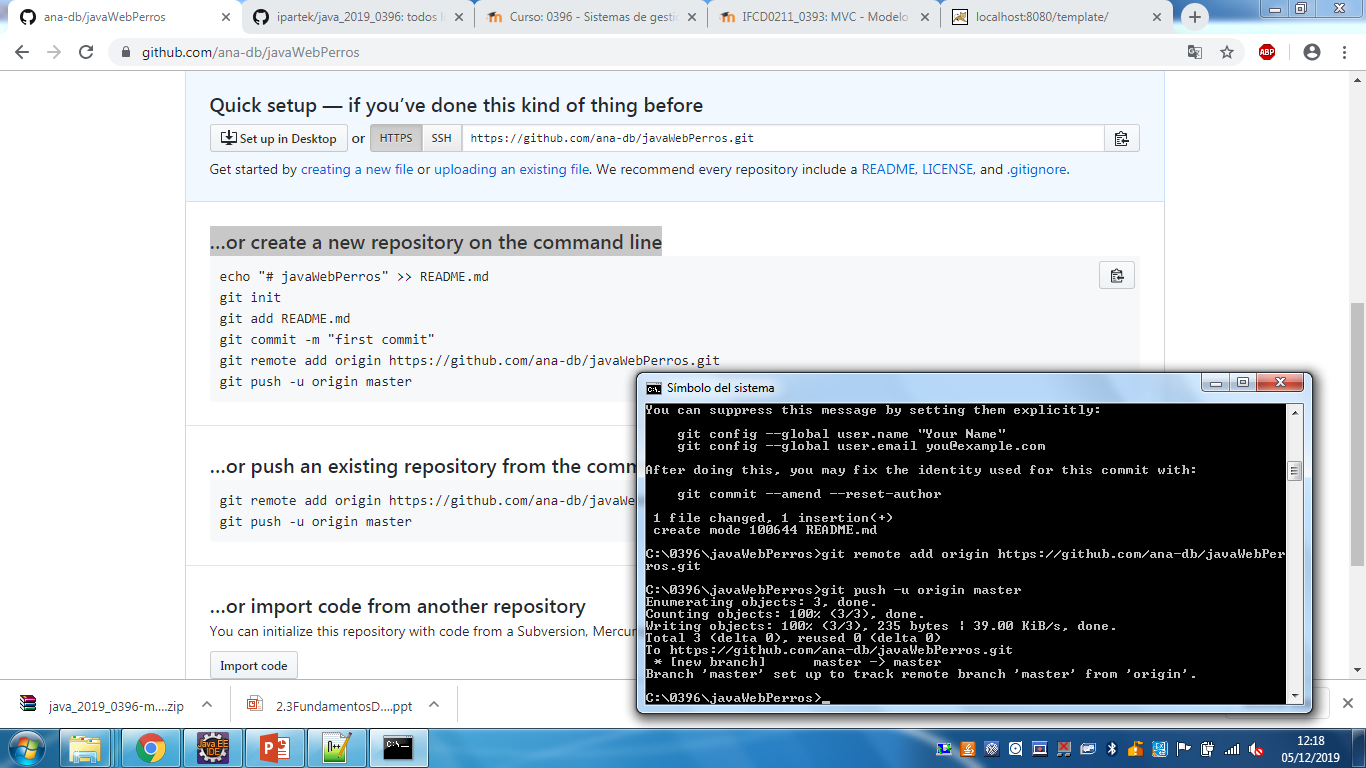 ana-db/javaWebPerros
ipartek/java_2019_0396: todos l
Curso: 0396 - Sistemas de gesti
IFCD0211_0393: MVC - Modelo
localhost:8080/template/
github.com/ana-db/javaWebPerros
ABP
Quick setup — if you’ve done this kind of thing before
Set up in Desktop or HTTPS SSH https://github.com/ana-db/javaWebPerros.git
Get started by creating a new file or uploading an existing file. We recommend every repository include a README, LICENSE, and .gitignore.
…or create a new repository on the command line
echo "# javaWebPerros" >> README.md
git init
git add README.md
git commit -m "first commit"
git remote add origin https://github.com/ana-db/javaWebPerros.git
git push -u origin master
…or push an existing repository from the comm
git remote add origin https://github.com/ana-db/javaWe
git push -u origin master
…or import code from another repository
You can initialize this repository with code from a Subversion, Mercu
Import code
Símbolo del sistema
C:\
You can suppress this message by setting them explicitly:
git config --global user.name "Your Name"
git config --global user.email you@example.com
After doing this, you may fix the identity used for this commit with:
git commit --amend --reset-author
1 file changed, 1 insertion(+)
create mode 100644 README.md
C:\0396\javaWebPerros>git remote add origin https://github.com/ana-db/javaWebPer
ros.git
C:\0396\javaWebPerros>git push -u origin master
Enumerating objects: 3, done.
Counting objects: 100% (3/3), done.
Writing objects: 100% (3/3), 235 bytes | 39.00 KiB/s, done.
Total 3 (delta 0), reused 0 (delta 0)
To https://github.com/ana-db/javaWebPerros.git
* [new branch] master -> master
Branch 'master' set up to track remote branch 'master' from 'origin'.
C:\0396\javaWebPerros>_
java_2019_0396-m....zip
2.3FundamentosD....ppt
Java EE
IDE
12:18
05/12/2019